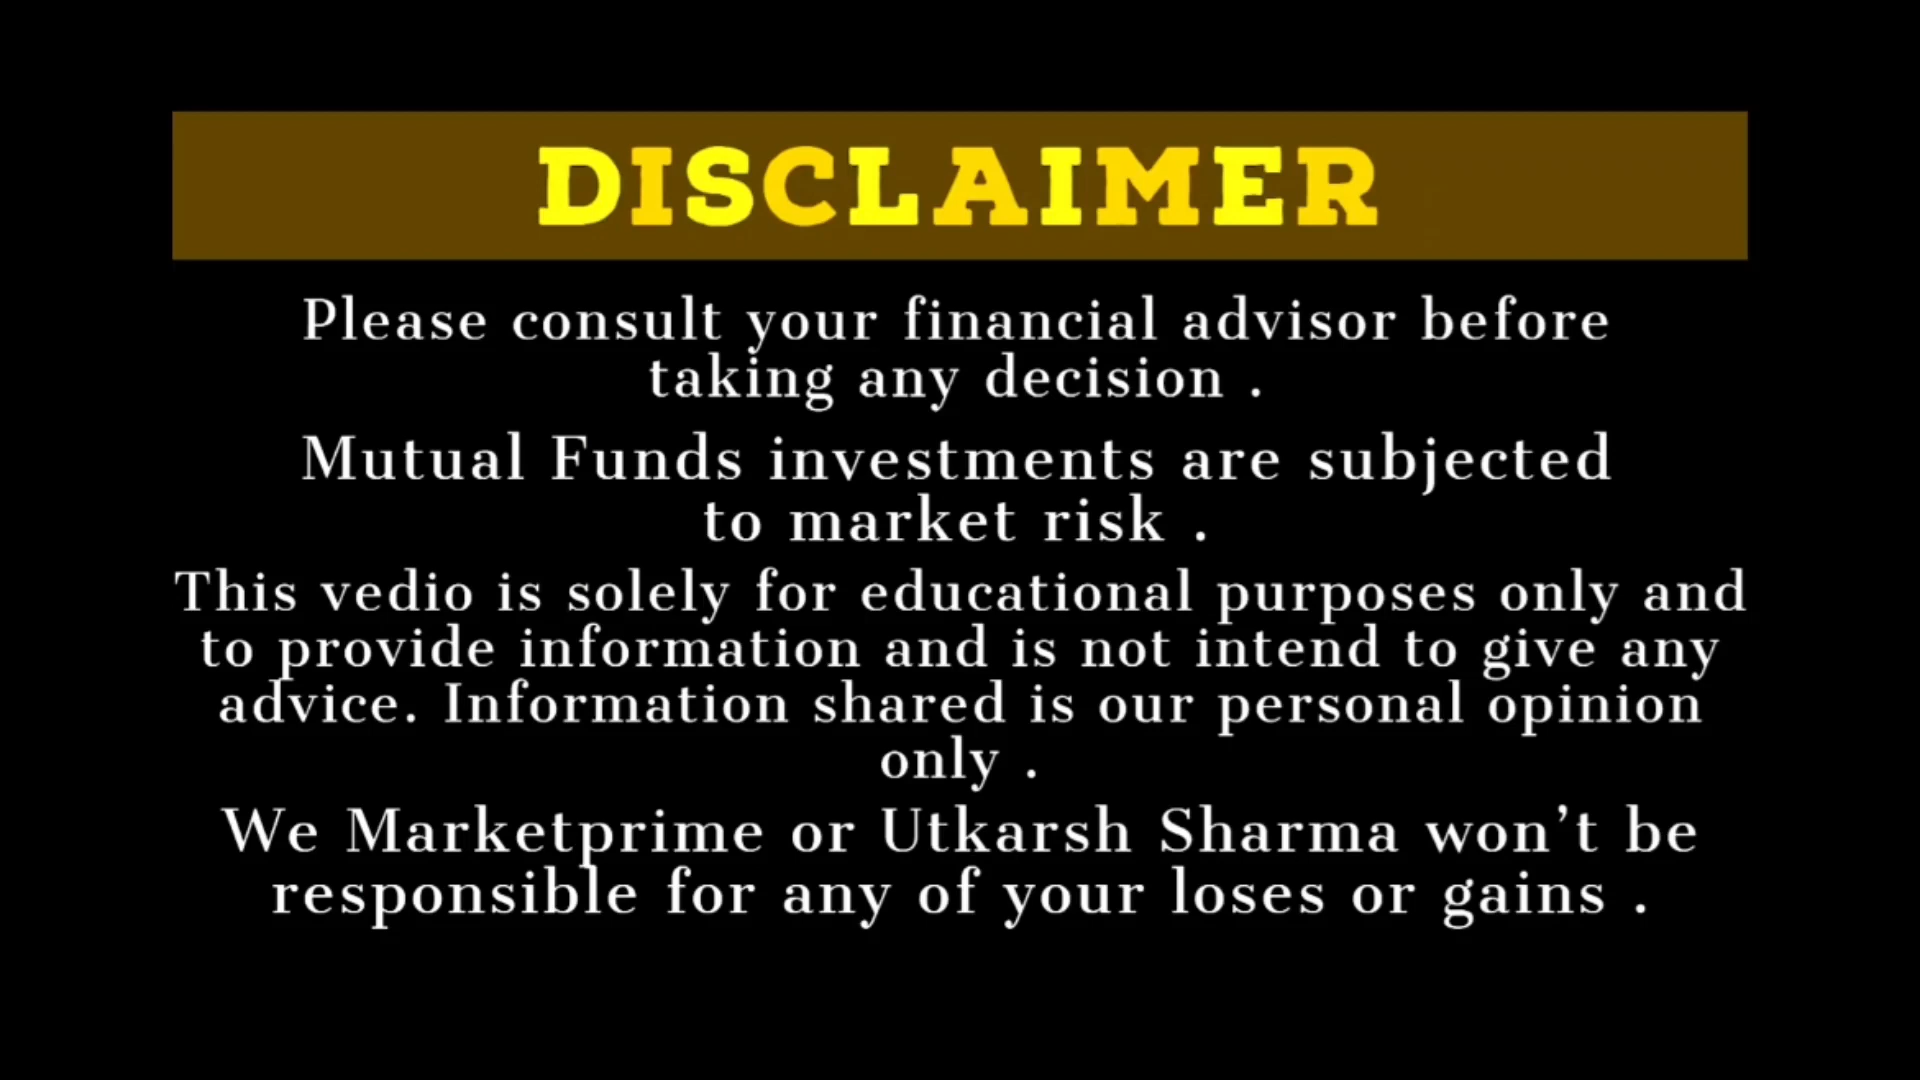 DISCLAIMER
Please consult your financial advisor before
taking any decision .
Mutual Funds investments are subjected
to market risk .
This vedio is solely for educational purposes only and
to provide information and is not intend to give any
advice. Information shared is our personal opinion
only .
We Marketprime or Utkarsh Sharma won’t be
responsible for any of your loses or gains .